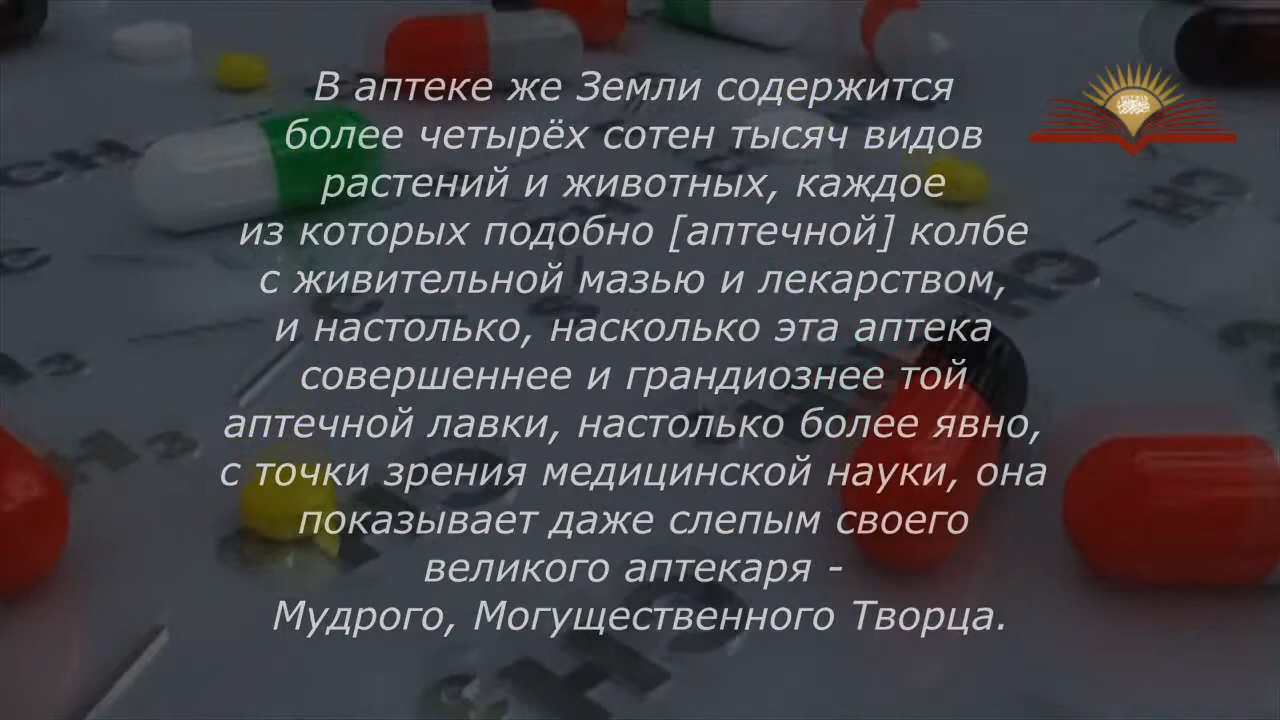 В аптеке же Земли содержится
более четырёх сотен тысяч видов
растений и животных, каждое
из которых подобно [аптечной] колбе
с живительной мазью и лекарством,
и настолько, насколько эта аптека
совершеннее и грандиознее той
аптечной лавки, настолько более явно,
с точки зрения медицинской науки, она
показывает даже слепым своего
великого аптекаря -
Мудрого, Могущественного Творца.